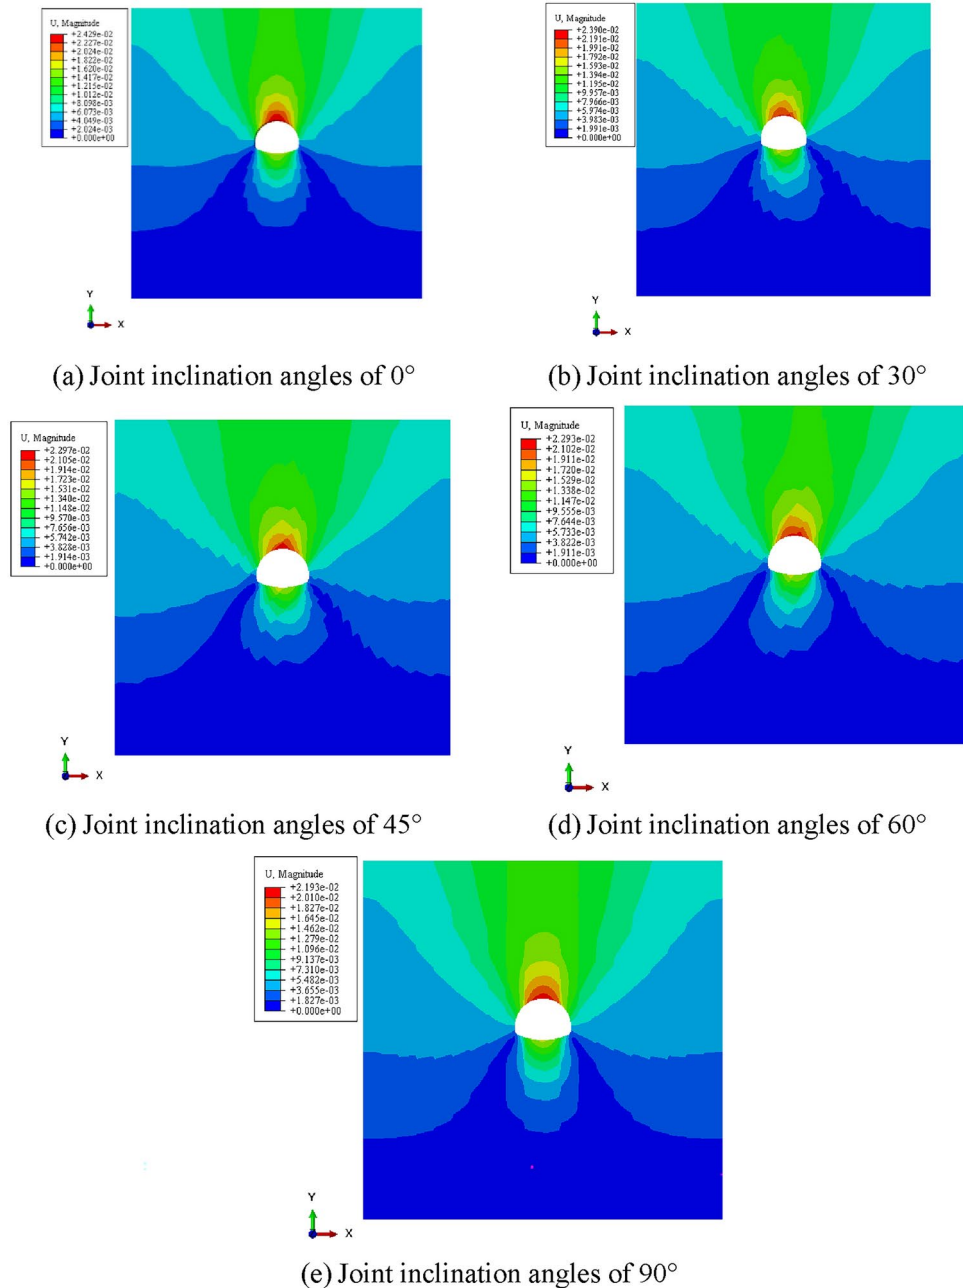 U, Magnitude
+2.429e-02
+2.227e-02
+2.024e-02
+1.822e-02
+1.620e-02
+1.417e-02
+1.215e-02
+1.012e-02
+8.098e-03
+6.073e-03
+4.049e-03
+2.024e-03
+0.000e+00
Y
X
(a) Joint inclination angles of 0°
U, Magnitude
+2.390e-02
+2.191e-02
+1.991e-02
+1.792e-02
+1.593e-02
+1.394e-02
+1.195e-02
+9.957e-03
+7.966e-03
+5.974e-03
+3.983e-03
+1.991e-03
+0.000e+00
Y
X
(b) Joint inclination angles of 30°
U, Magnitude
+2.297e-02
+2.105e-02
+1.914e-02
+1.723e-02
+1.531e-02
+1.340e-02
+1.148e-02
+9.570e-03
+7.656e-03
+5.742e-03
+3.828e-03
+1.914e-03
+0.000e+00
Y
X
(c) Joint inclination angles of 45°
U, Magnitude
+2.293e-02
+2.102e-02
+1.911e-02
+1.720e-02
+1.529e-02
+1.338e-02
+1.147e-02
+9.555e-03
+7.644e-03
+5.733e-03
+3.822e-03
+1.911e-03
+0.000e+00
Y
X
(d) Joint inclination angles of 60°
U, Magnitude
+2.193e-02
+2.010e-02
+1.827e-02
+1.645e-02
+1.462e-02
+1.279e-02
+1.096e-02
+9.137e-03
+7.310e-03
+5.482e-03
+3.655e-03
+1.827e-03
+0.000e+00
Y
X
(e) Joint inclination angles of 90°